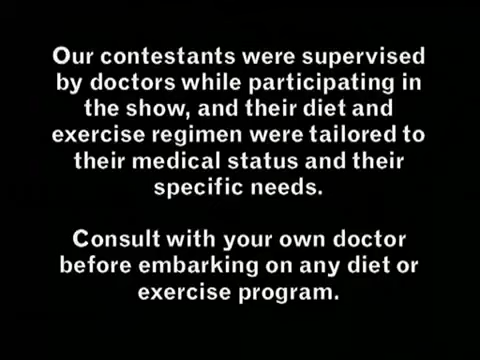 Our contestants were supervised
by doctors while participating in
the show, and their diet and
exercise regimen were tailored to
their medical status and their
specific needs.
Consult with your own doctor
before embarking on any diet or
exercise program.